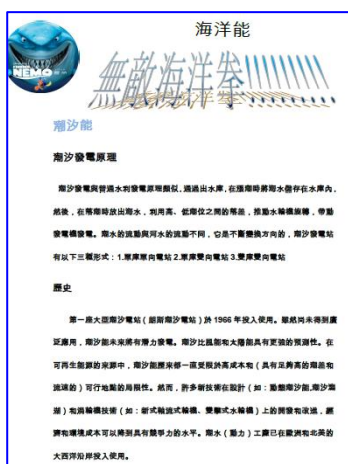 海洋能
NEMO
無敵海洋拳!!!!!!!!
潮汐能
潮汐發電原理
潮汐發電與普通水利發電原理類似,通過出水庫,在漲潮時將海水儲存在水庫內,
然後,在落潮時放出海水,利用高、低潮位之間的落差,推動水輪機旋轉,帶動
發電機發電。潮水的流動與河水的流動不同,它是不斷變換方向的,潮汐發電站
有以下三種形式:1.單庫單向電站 2.單庫雙向電站 3.雙庫雙向電站
歷史
第一座大型潮汐電站(朗斯潮汐電站)於 1966 年投入使用。雖然尚未得到廣
泛應用,潮汐能未來將有潛力發電。潮汐比風能和太陽能具有更強的預測性。在
可再生能源的來源中,潮汐能歷來都一直受限於高成本和(具有足夠高的潮差和
流速的)可行地點的局限性。然而,許多新技術在設計(如:動態潮汐能,潮汐瀉
湖)和渦輪機技術(如:新式軸流式輪機、雙擊式水輪機)上的開發和改進,經
濟和環境成本可以降到具有競爭力的水平。潮水(動力)工廠已在歐洲和北美的
大西洋沿岸投入使用。